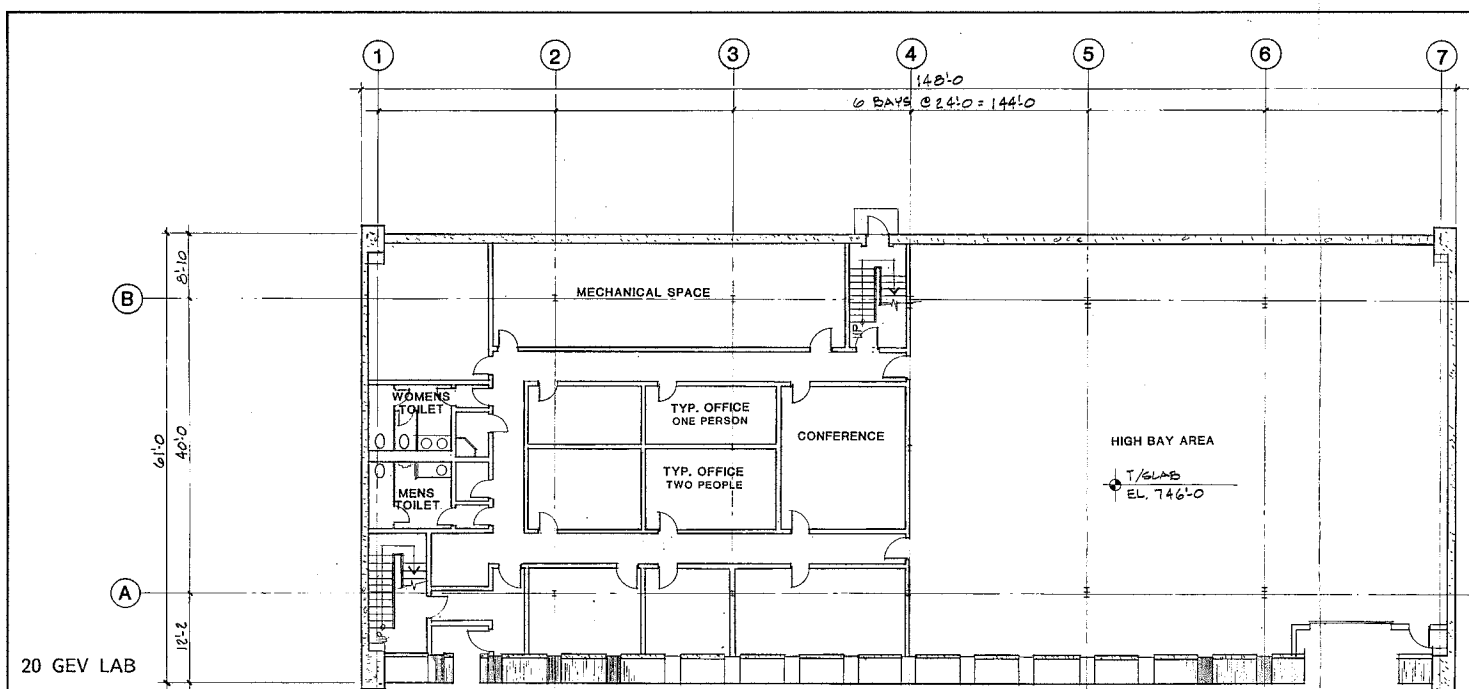 1 2 3 4 5 6 7
148'-0
6 BAYS @ 24'-0 = 144'-0
8'-10
B
MECHANICAL SPACE
UP
WOMENS
TOILET
TYP. OFFICE
ONE PERSON
CONFERENCE
HIGH BAY AREA
61'-0
40'-0
TYP. OFFICE
TWO PEOPLE
T/SLAB
EL. 746'-0
MENS
TOILET
A
12'-2
20 GEV LAB